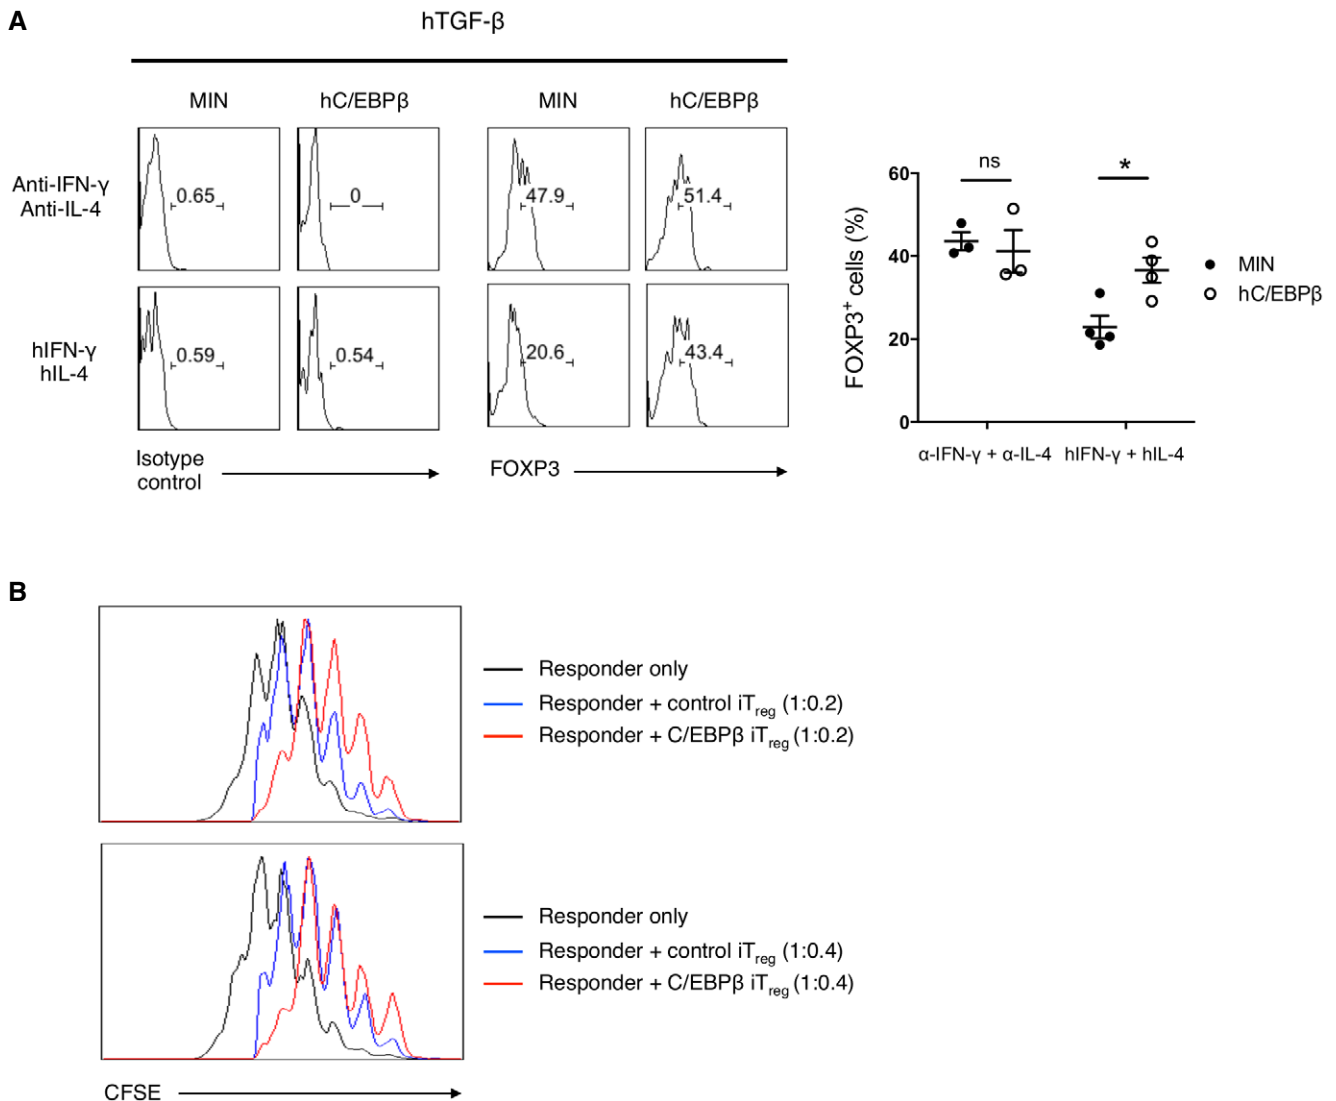 A
hTGF-β
MIN
hC/EBPβ
MIN
hC/EBPβ
Anti-IFN-γ
Anti-IL-4
0.65
0
47.9
51.4
hIFN-γ
hIL-4
0.59
0.54
20.6
43.4
Isotype
control
FOXP3
FOXP3+ cells (%)
60
40
20
0
ns
*
α-IFN-γ + α-IL-4
hIFN-γ + hIL-4
MIN
hC/EBPβ
B
Responder only
Responder + control iTreg (1:0.2)
Responder + C/EBPβ iTreg (1:0.2)
Responder only
Responder + control iTreg (1:0.4)
Responder + C/EBPβ iTreg (1:0.4)
CFSE